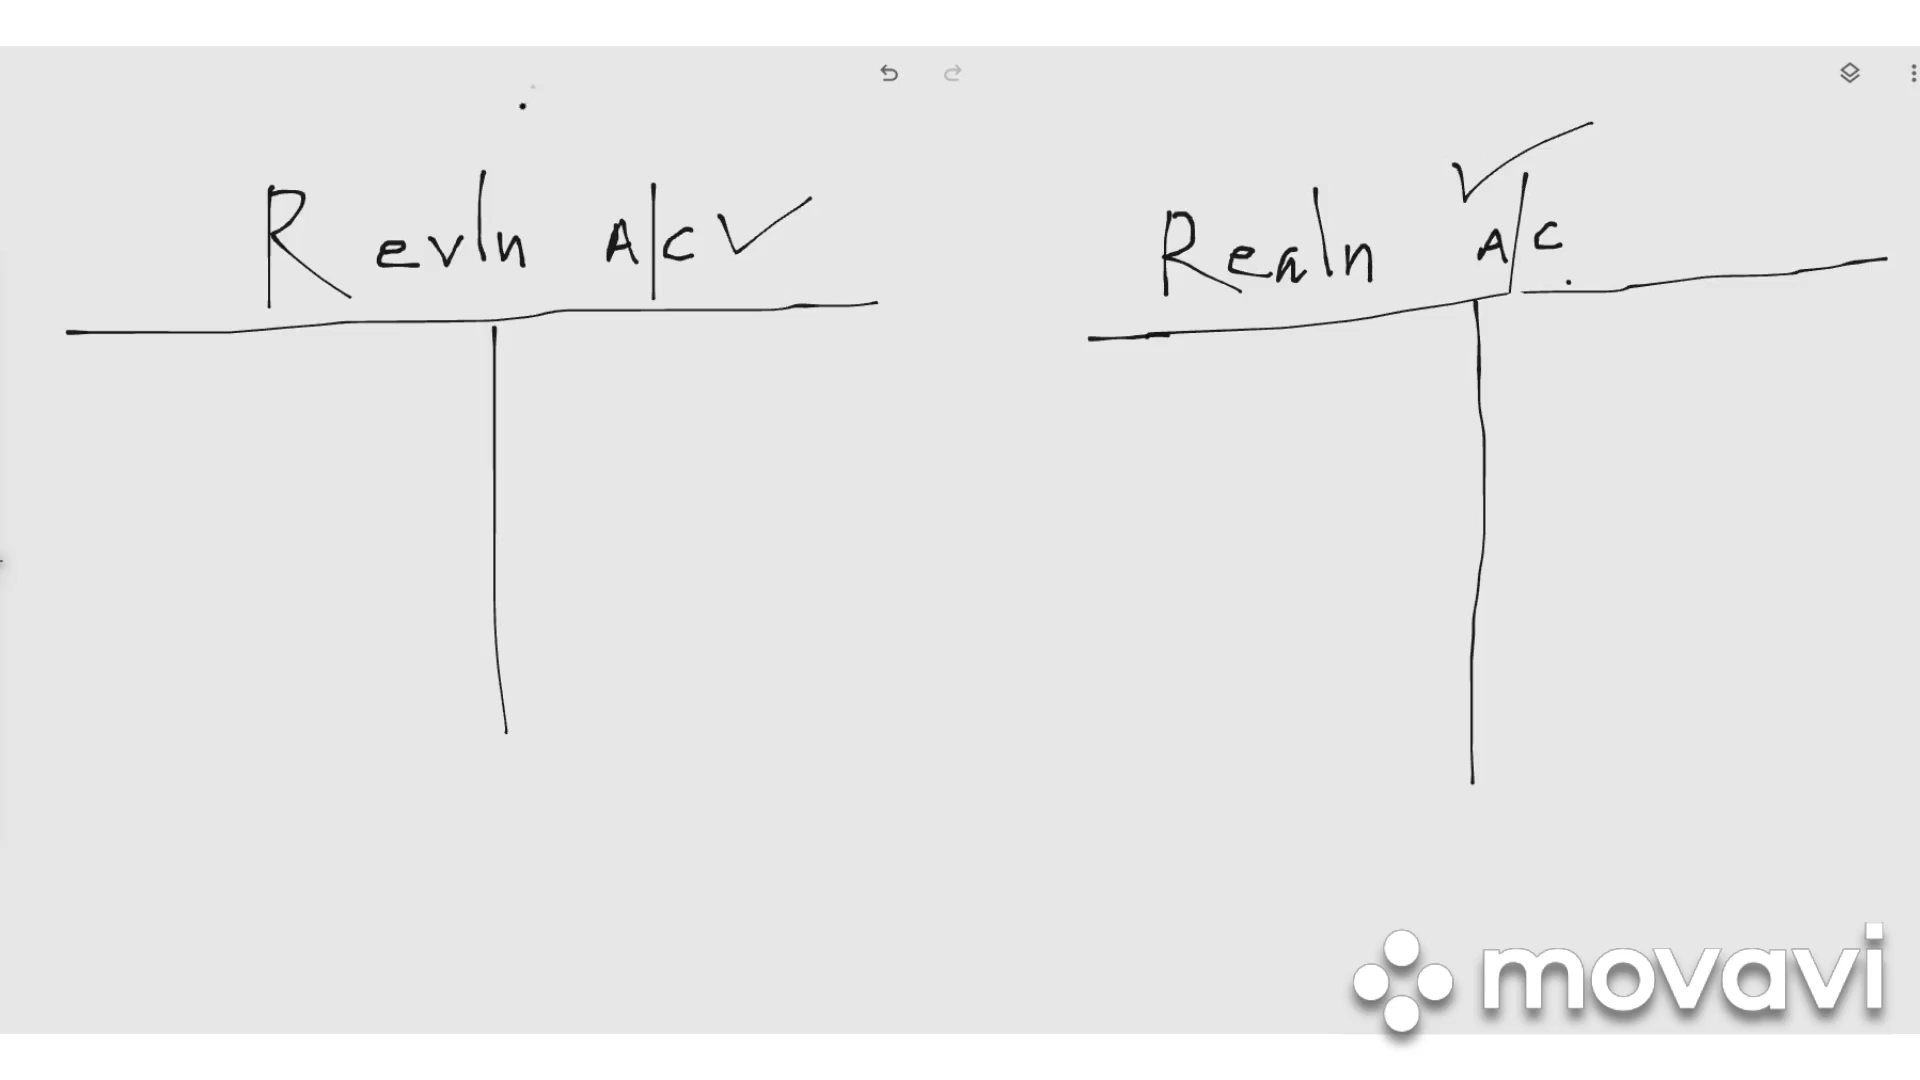 Revln A/C ✓
Realn A/C ✓
movavi